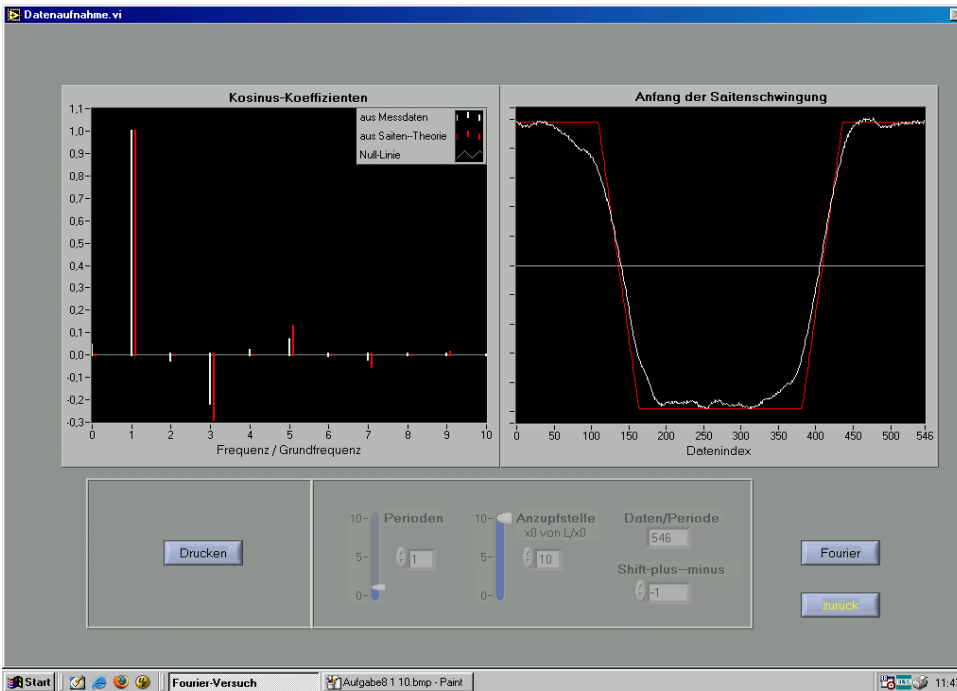 Datenaufnahme.vi
Kosinus-Koeffizienten
aus Messdaten
aus Saiten--Theorie
Null-Linie
1,1
1,0
0,9
0,8
0,7
0,6
0,5
0,4
0,3
0,2
0,1
0,0
-0,1
-0,2
-0,3
0 1 2 3 4 5 6 7 8 9 10
Frequenz / Grundfrequenz
Anfang der Saitenschwingung
0 50 100 150 200 250 300 350 400 450 500 546
Datenindex
Drucken
10 Perioden
5
0
1
10 Anzupfstelle
x0 von L/x0
5
0
10
Daten/Periode
546
Shift-plus--minus
-1
Fourier
zurück
Start
Fourier-Versuch
Aufgabe8 1 10.bmp - Paint